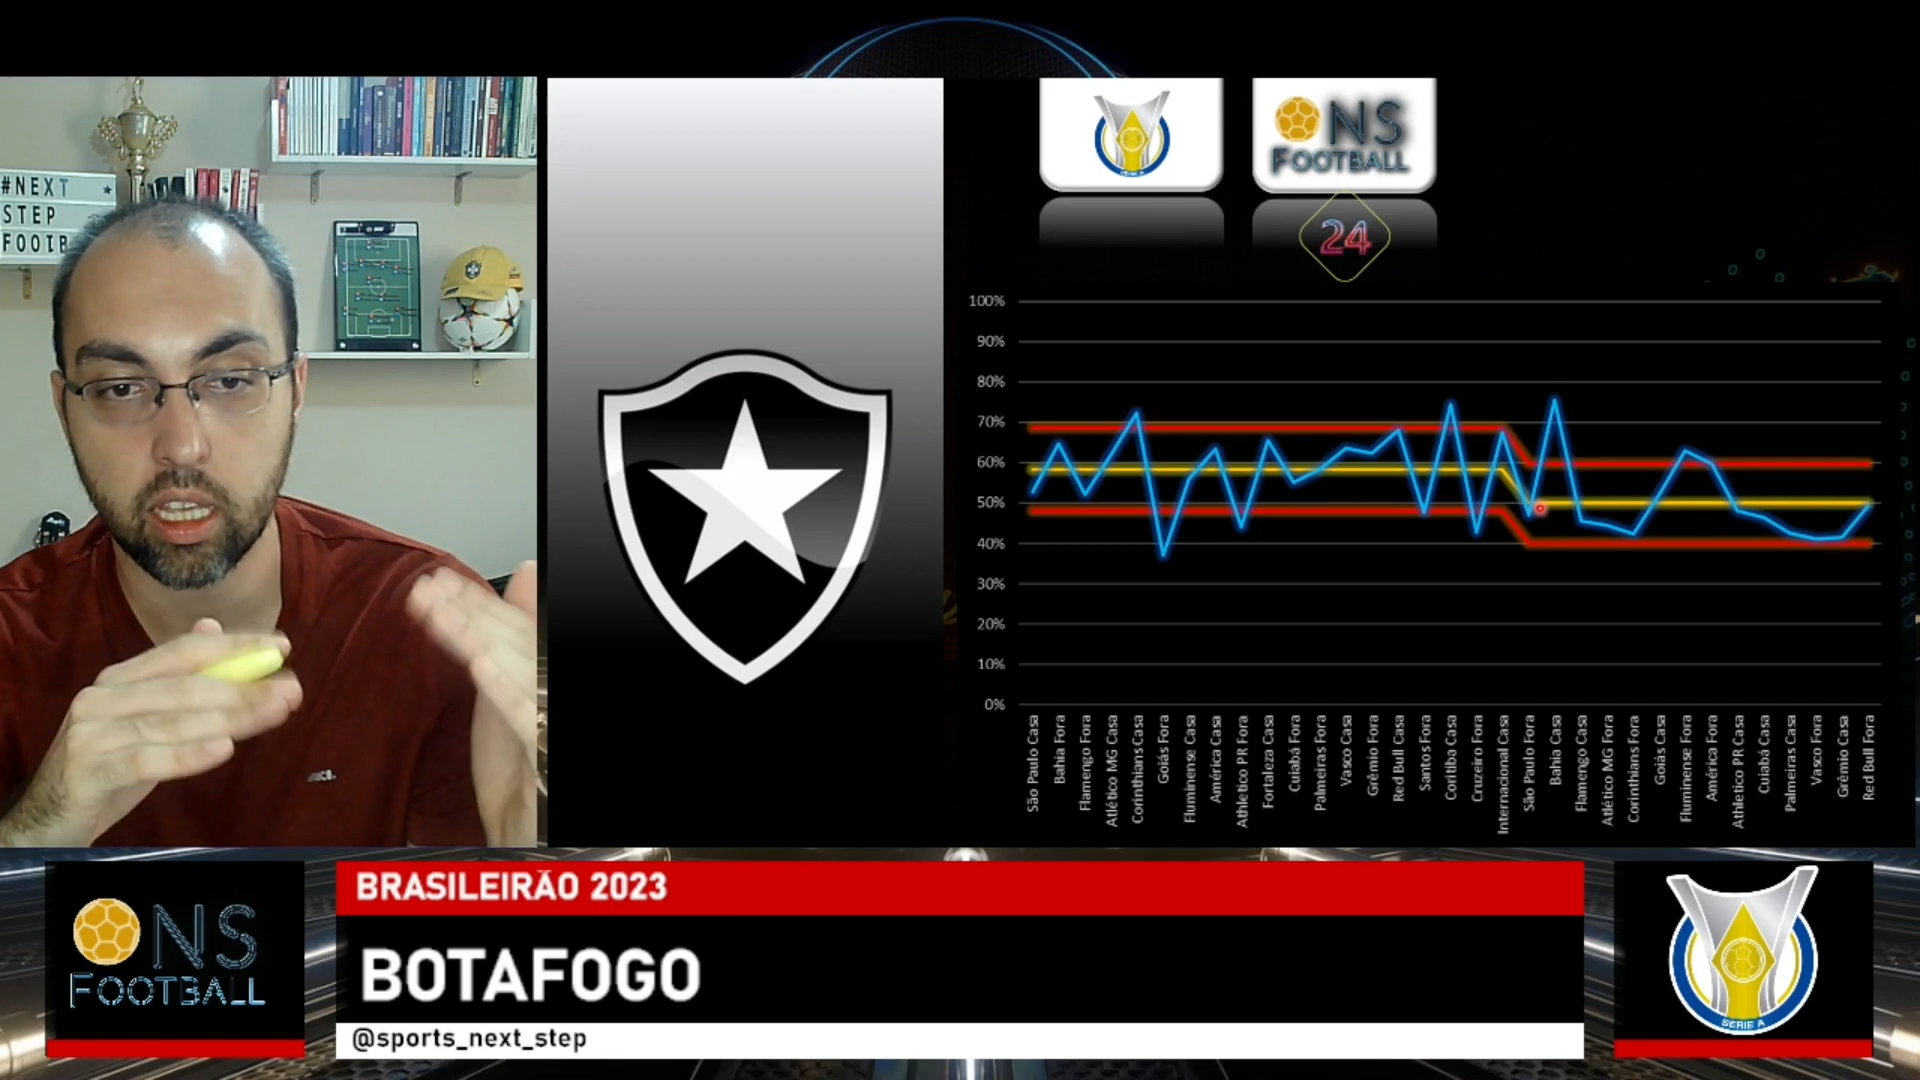 #NEXT
STEP
FOOTB
NS
FOOTBALL
24
100%
90%
80%
70%
60%
50%
40%
30%
20%
10%
0%
São Paulo Casa
Bahia Fora
Flamengo Fora
Atlético MG Casa
Corinthians Casa
Goiás Fora
Fluminense Casa
América Casa
Athletico PR Fora
Fortaleza Casa
Cuiabá Fora
Palmeiras Fora
Vasco Casa
Grêmio Fora
Red Bull Casa
Santos Fora
Coritiba Casa
Cruzeiro Fora
Internacional Casa
São Paulo Fora
Bahia Casa
Flamengo Casa
Atlético MG Fora
Corinthians Fora
Goiás Casa
Fluminense Fora
América Fora
Athletico PR Casa
Cuiabá Casa
Palmeiras Casa
Vasco Fora
Grêmio Casa
Red Bull Fora
NS
FOOTBALL
BRASILEIRÃO 2023
BOTAFOGO
@sports_next_step
SÉRIE A